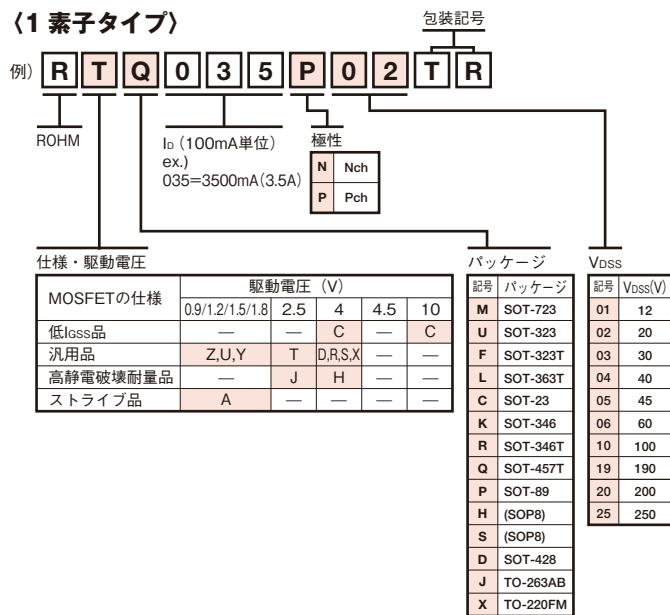 〈1 素子タイプ〉
包装記号
例) R T Q 0 3 5 P 0 2 T R
ROHM
ID (100mA単位)
ex.)
035=3500mA(3.5A)
極性
N Nch
P Pch
仕様・駆動電圧
MOSFETの仕様 駆動電圧 (V)
0.9/1.2/1.5/1.8 2.5 4 4.5 10
低IGSS品 — — C — C
汎用品 Z,U,Y T D,R,S,X — —
高静電破壊耐量品 — J H — —
ストライブ品 A — — — —
パッケージ
記号 パッケージ
M SOT-723
U SOT-323
F SOT-323T
L SOT-363T
C SOT-23
K SOT-346
R SOT-346T
Q SOT-457T
P SOT-89
H (SOP8)
S (SOP8)
D SOT-428
J TO-263AB
X TO-220FM
VDSS
記号 VDSS(V)
01 12
02 20
03 30
04 40
05 45
06 60
10 100
19 190
20 200
25 250